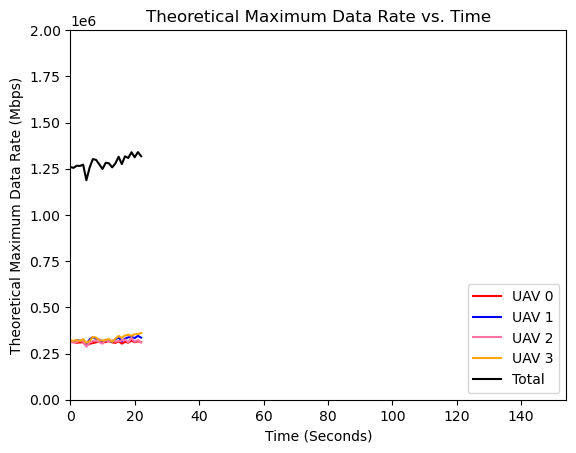 Theoretical Maximum Data Rate vs. Time
1e6
2.00
1.75
1.50
1.25
1.00
0.75
0.50
0.25
0.00
Theoretical Maximum Data Rate (Mbps)
UAV 0
UAV 1
UAV 2
UAV 3
Total
0 20 40 60 80 100 120 140
Time (Seconds)